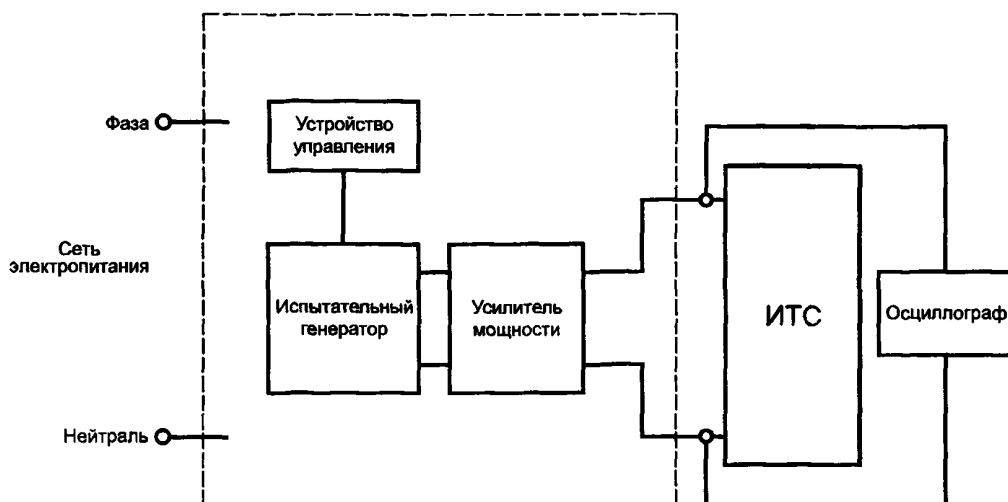 Фаза
Устройство
управления
Сеть
электропитания
Испытательный
генератор
Усилитель
мощности
ИТС
Осциллограф
Нейтраль